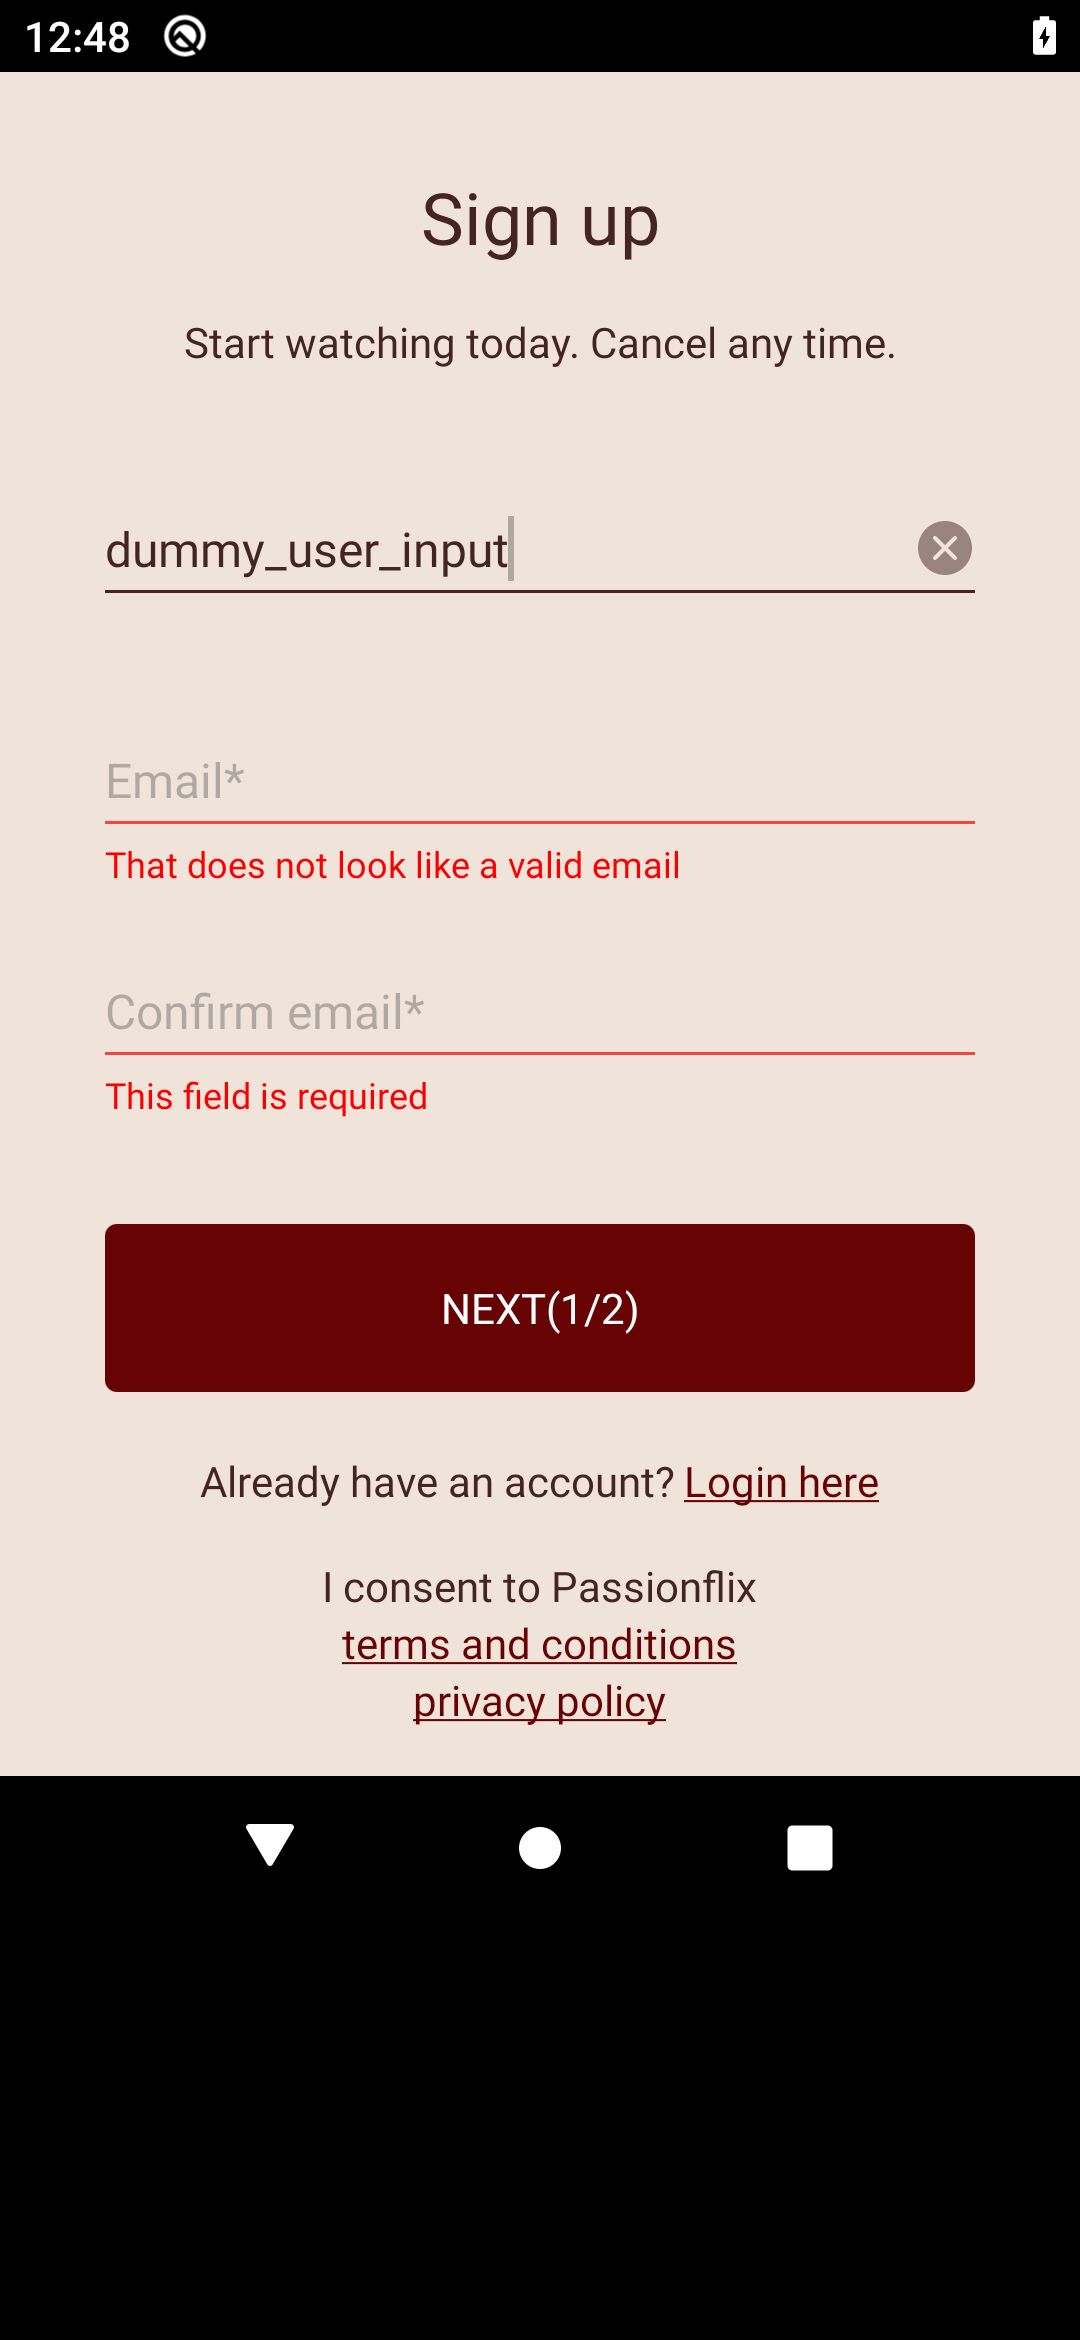 12:48
Sign up
Start watching today. Cancel any time.
dummy_user_input
Email*
That does not look like a valid email
Confirm email*
This field is required
NEXT(1/2)
Already have an account? Login here
I consent to Passionflix
terms and conditions
privacy policy